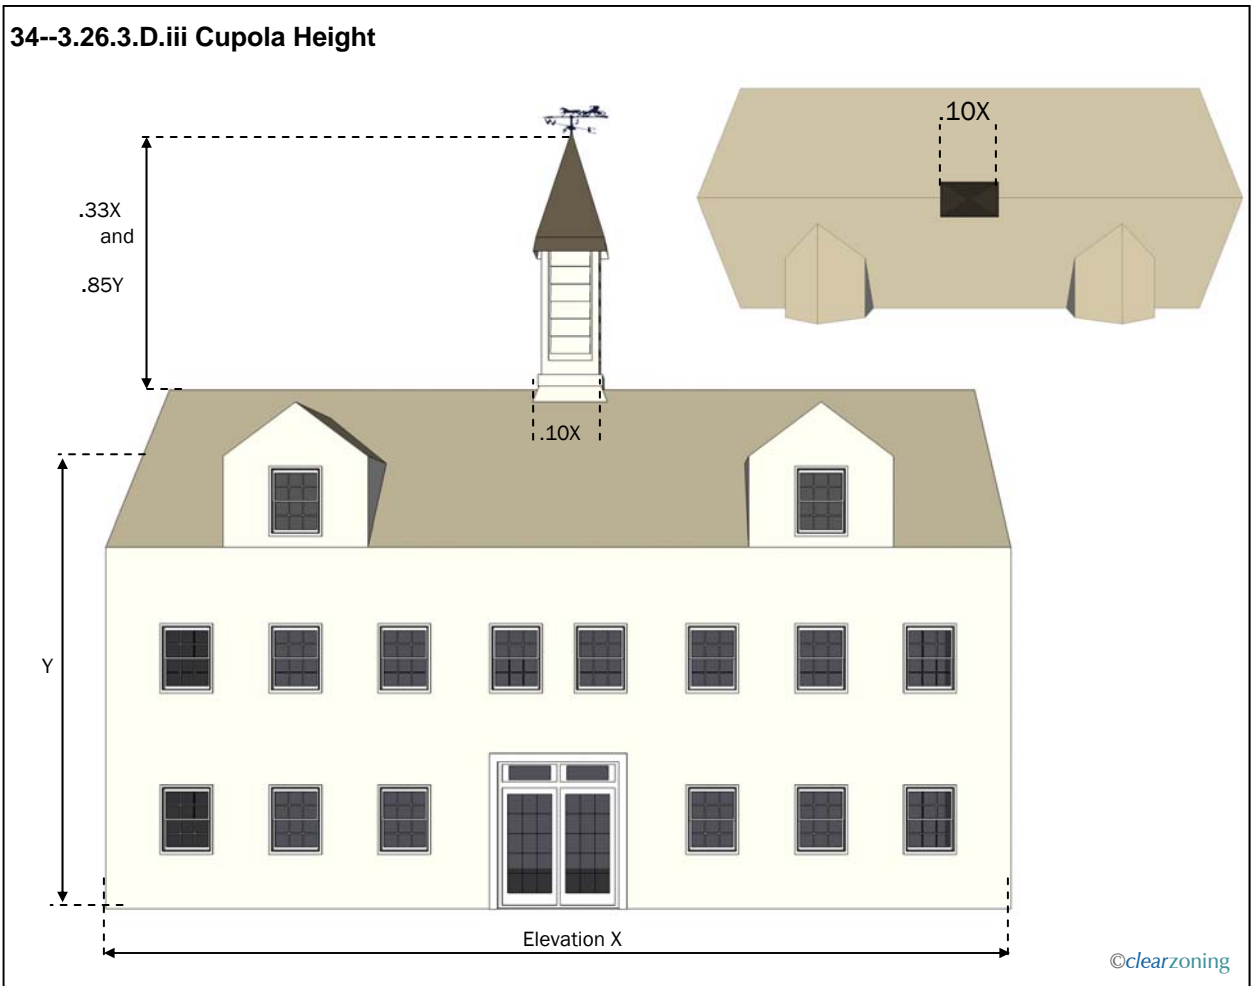 34--3.26.3.D.iii Cupola Height
.10X
W
.33X
and
.85Y
.10X
Y
Elevation X
©clearzoning